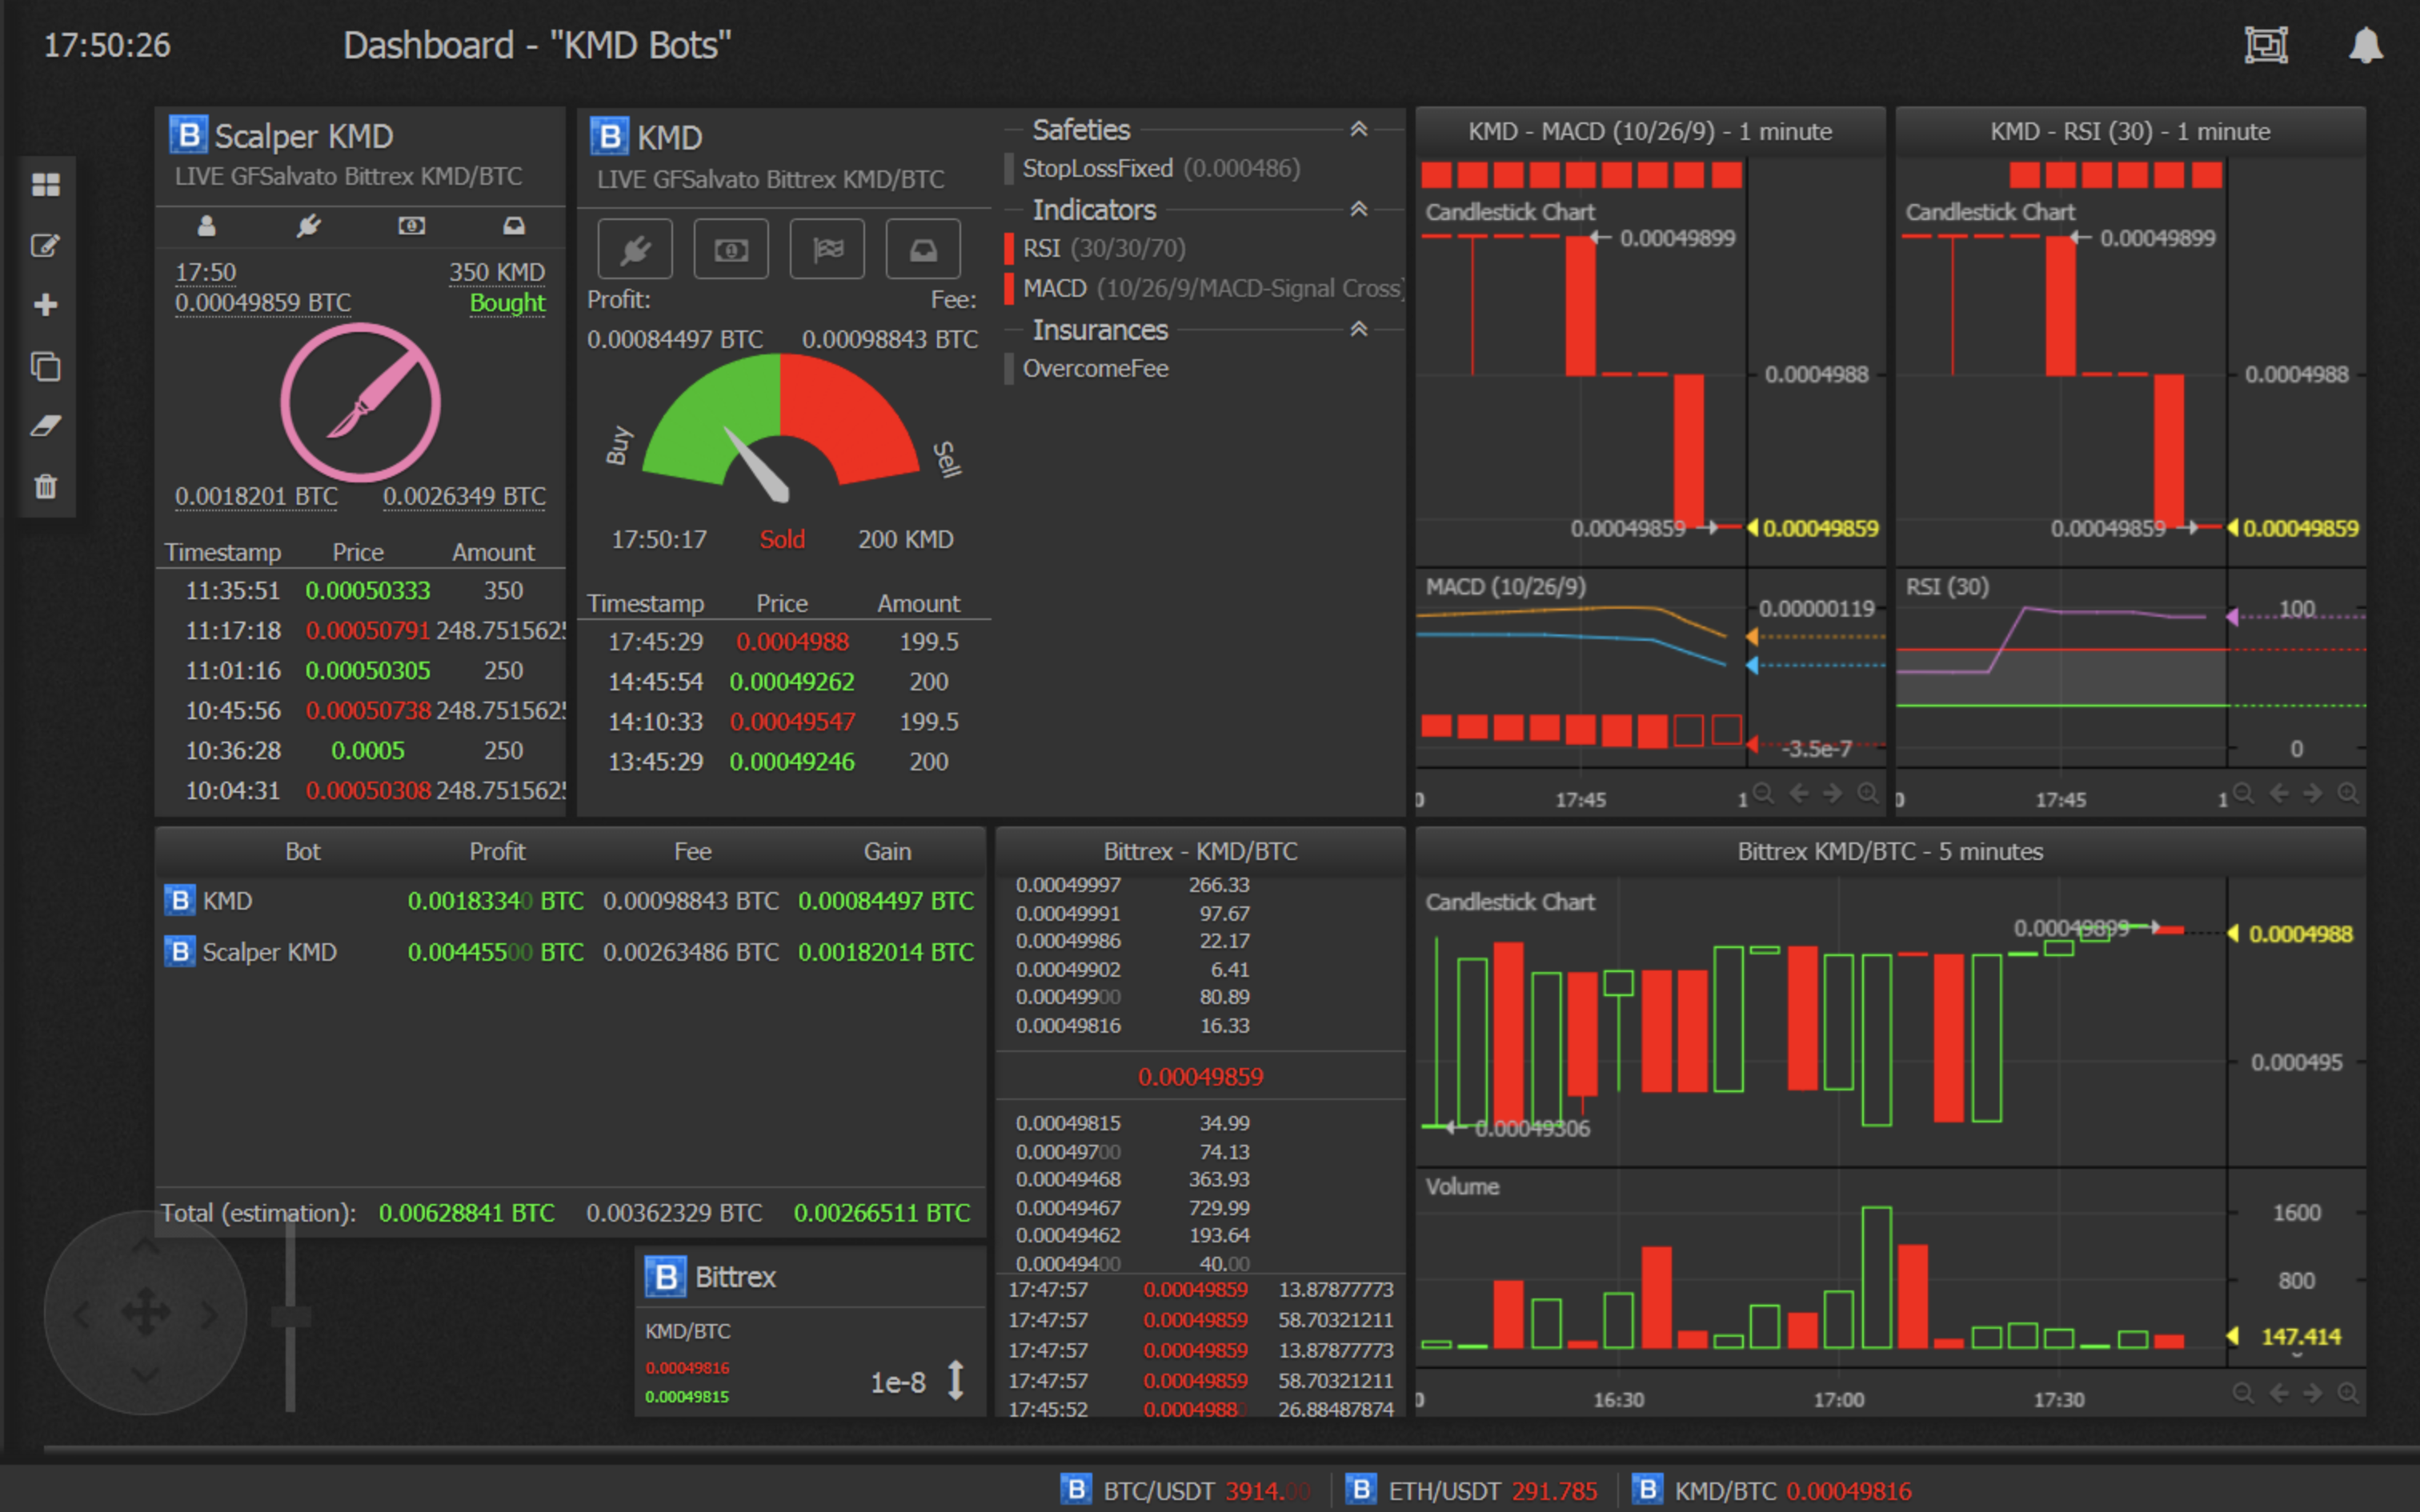 17:50:26
Dashboard - "KMD Bots"
B Scalper KMD
LIVE GFSalvato Bittrex KMD/BTC
17:50 350 KMD
0.00049859 BTC Bought
0.0018201 BTC 0.0026349 BTC
Timestamp Price Amount
11:35:51 0.00050333 350
11:17:18 0.00050791 248.751562
11:01:16 0.00050305 250
10:45:56 0.00050738 248.751562
10:36:28 0.0005 250
10:04:31 0.00050308 248.751562
B KMD
LIVE GFSalvato Bittrex KMD/BTC
Profit: Fee:
0.00084497 BTC 0.00098843 BTC
Buy Sell
17:50:17 Sold 200 KMD
Timestamp Price Amount
17:45:29 0.0004988 199.5
14:45:54 0.00049262 200
14:10:33 0.00049547 199.5
13:45:29 0.00049246 200
Safeties
StopLossFixed (0.000486)
Indicators
RSI (30/30/70)
MACD (10/26/9/MACD-Signal Cross)
Insurances
OvercomeFee
KMD - MACD (10/26/9) - 1 minute
Candlestick Chart
0.00049899
0.0004988
0.00049859 0.00049859
MACD (10/26/9)
0.00000119
-3.5e-7
0 17:45 1
KMD - RSI (30) - 1 minute
Candlestick Chart
0.00049899
0.0004988
0.00049859 0.00049859
RSI (30)
100
0
0 17:45 1
Bot Profit Fee Gain
B KMD 0.00183340 BTC 0.00098843 BTC 0.00084497 BTC
B Scalper KMD 0.00445500 BTC 0.00263486 BTC 0.00182014 BTC
Total (estimation): 0.00628841 BTC 0.00362329 BTC 0.00266511 BTC
B Bittrex
KMD/BTC
0.00049816
0.00049815
1e-8
Bittrex - KMD/BTC
0.00049997 266.33
0.00049991 97.67
0.00049986 22.17
0.00049902 6.41
0.00049900 80.89
0.00049816 16.33
0.00049859
0.00049815 34.99
0.00049700 74.13
0.00049468 363.93
0.00049467 729.99
0.00049462 193.64
0.00049400 40.00
17:47:57 0.00049859 13.87877773
17:47:57 0.00049859 58.70321211
17:47:57 0.00049859 13.87877773
17:47:57 0.00049859 58.70321211
17:45:52 0.00049880 26.88487874
Bittrex KMD/BTC - 5 minutes
Candlestick Chart
0.00049899
0.0004988
0.000495
0.00049306
Volume
1600
800
147.414
0 16:30 17:00 17:30
B BTC/USDT 3914.00 B ETH/USDT 291.785 B KMD/BTC 0.00049816